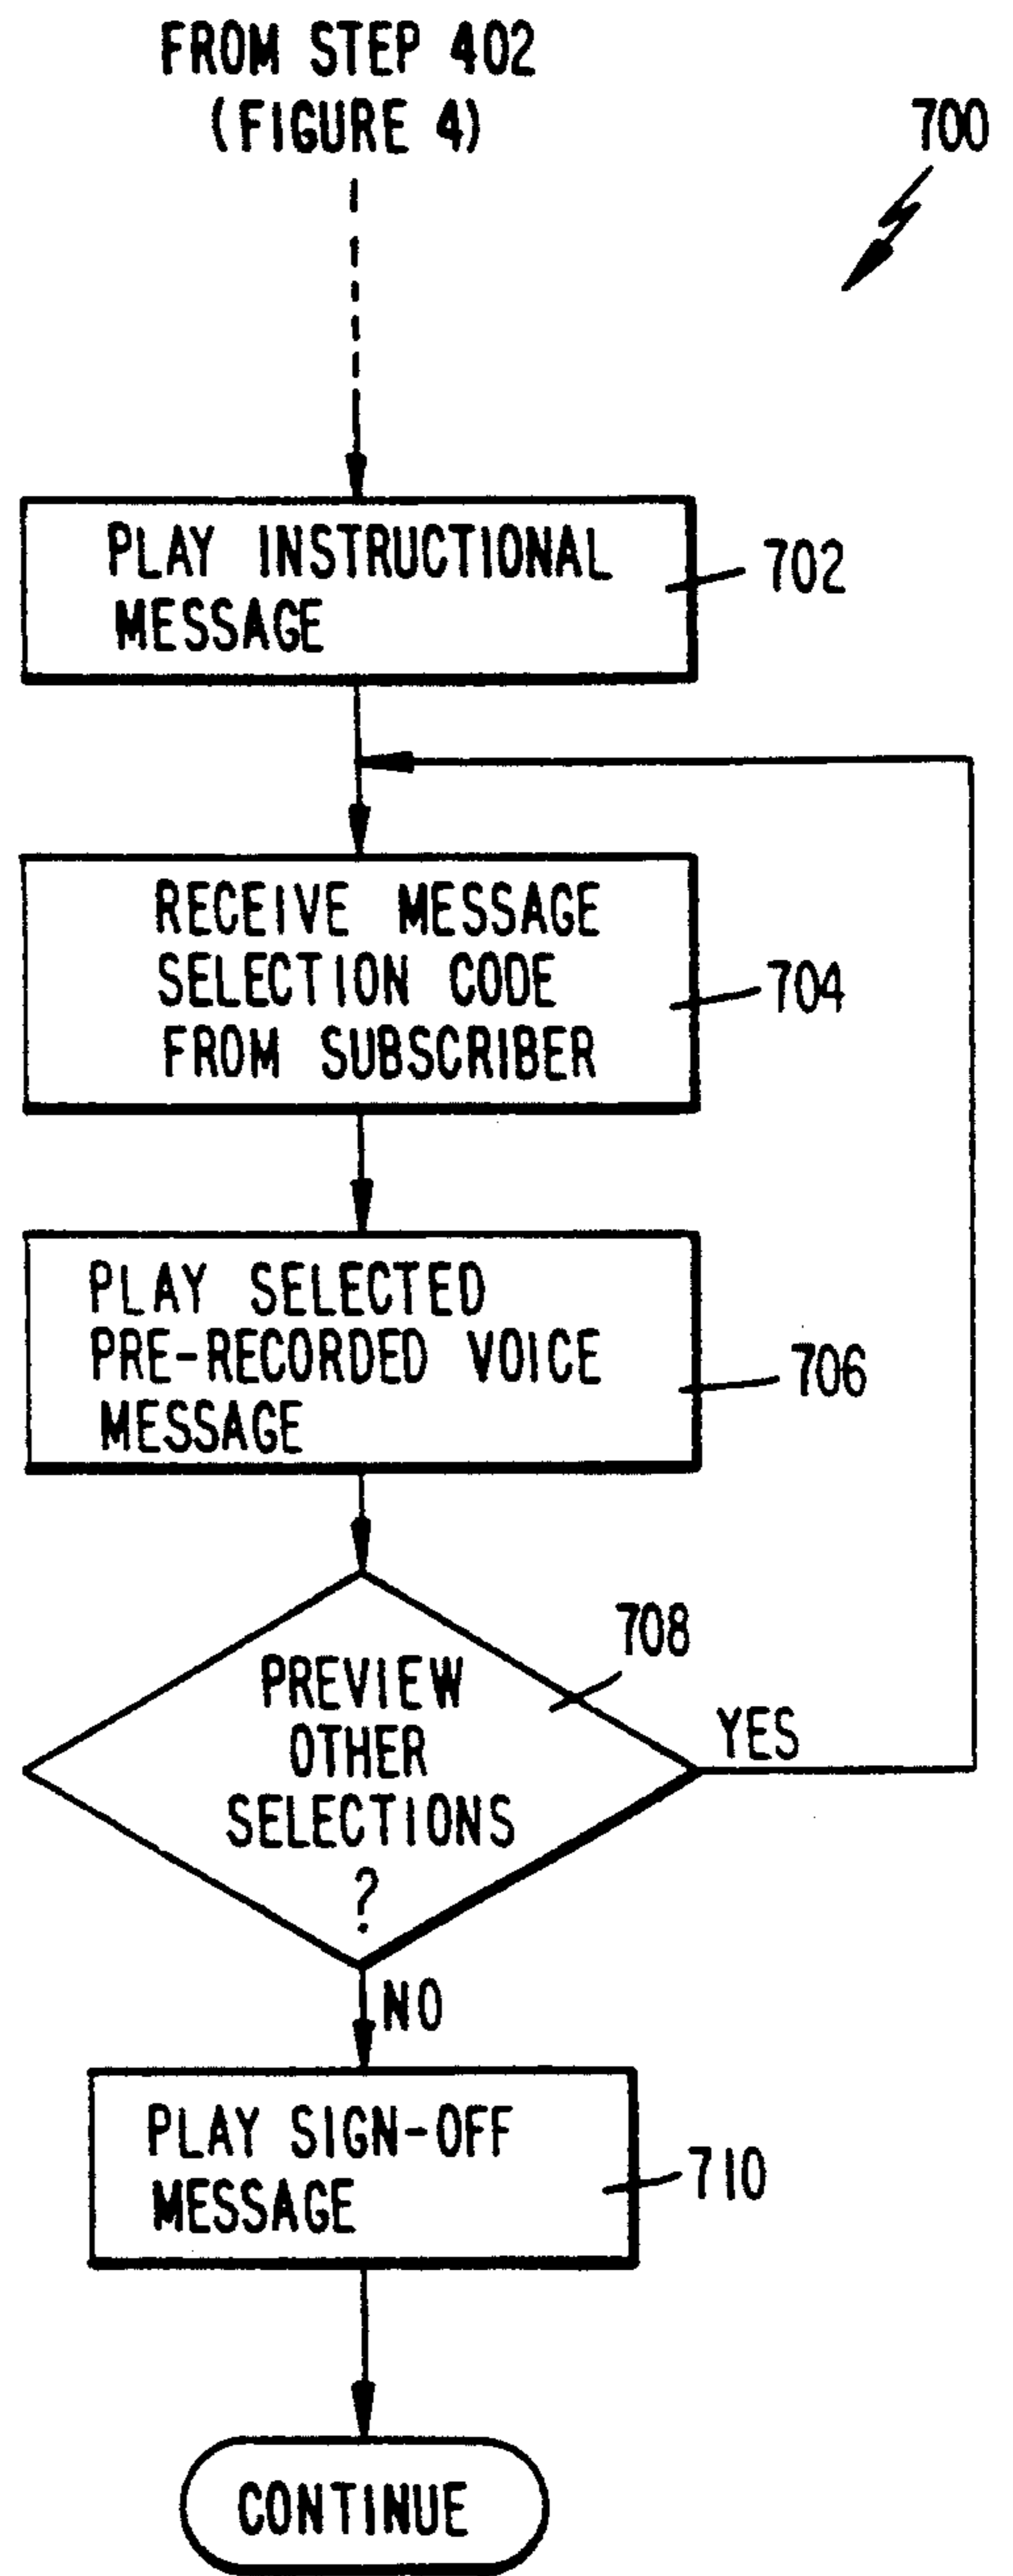 FROM STEP 402
(FIGURE 4)
700
PLAY INSTRUCTIONAL
MESSAGE
702
RECEIVE MESSAGE
SELECTION CODE
FROM SUBSCRIBER
704
PLAY SELECTED
PRE-RECORDED VOICE
MESSAGE
706
708
PREVIEW
OTHER
SELECTIONS
?
YES
NO
PLAY SIGN-OFF
MESSAGE
710
CONTINUE